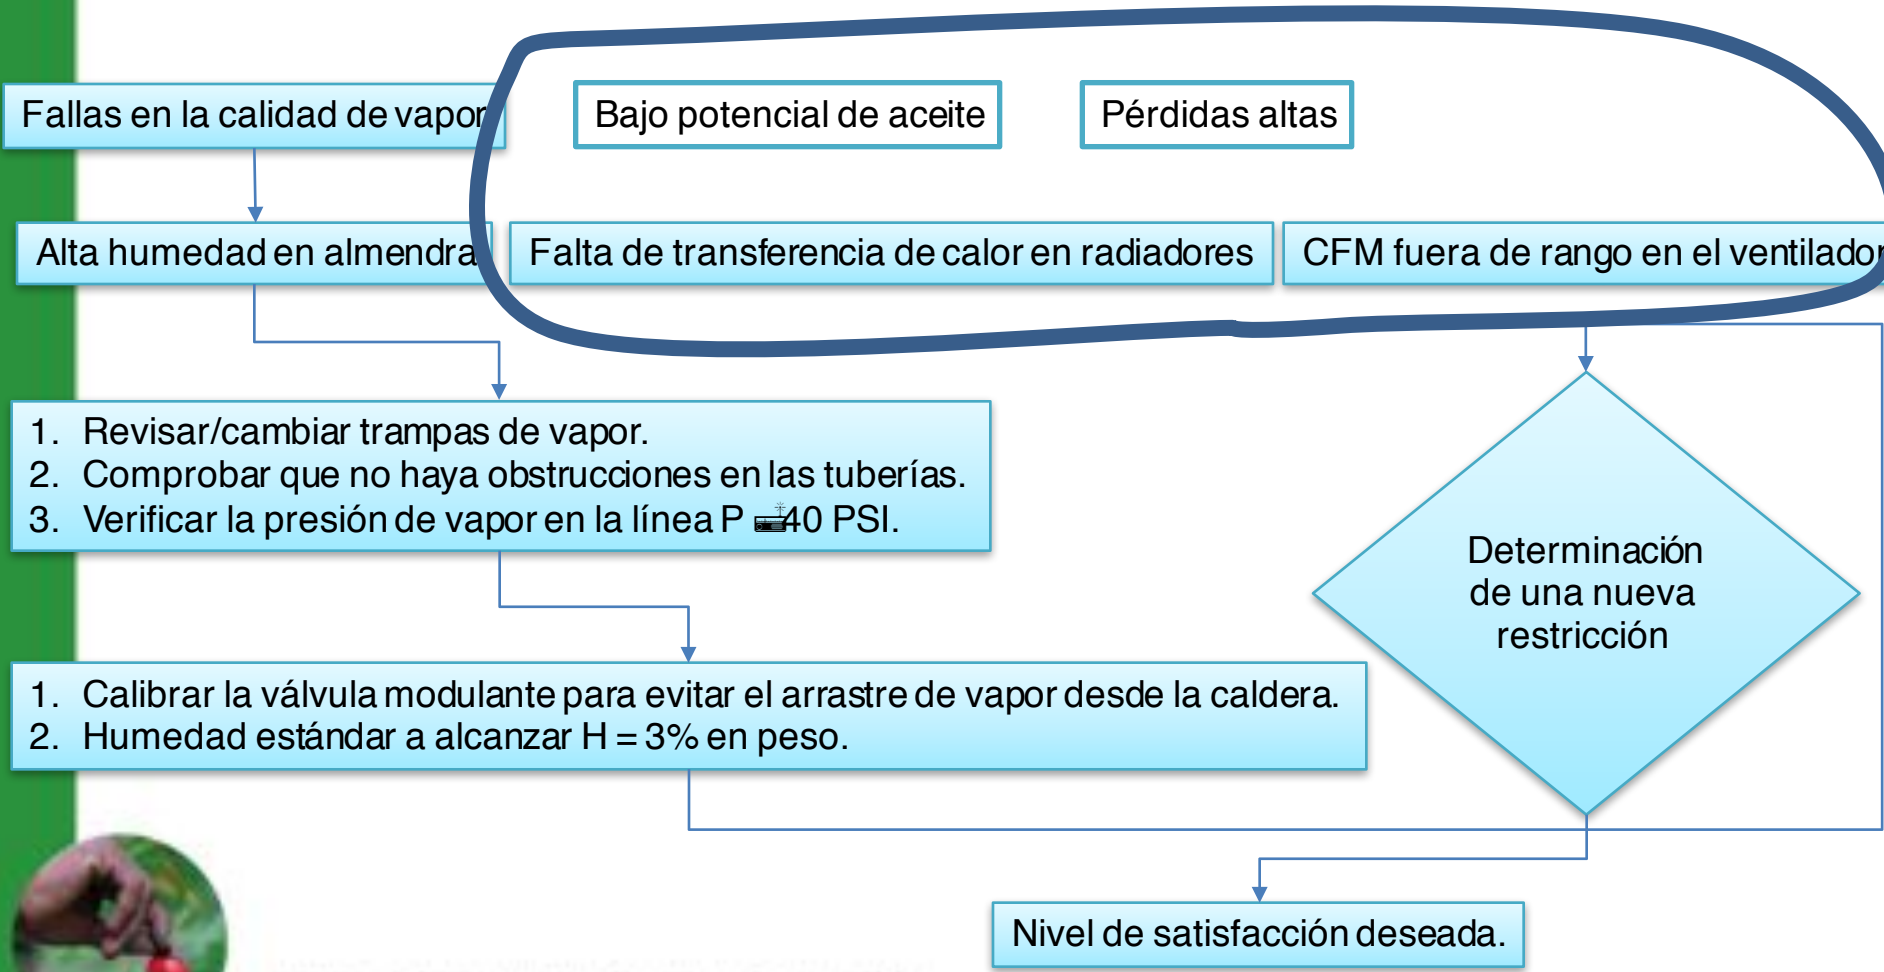 Fallas en la calidad de vapor
Bajo potencial de aceite
Pérdidas altas
Alta humedad en almendra
Falta de transferencia de calor en radiadores
CFM fuera de rango en el ventilador
1. Revisar/cambiar trampas de vapor.
2. Comprobar que no haya obstrucciones en las tuberías.
3. Verificar la presión de vapor en la línea P 40 PSI.
Determinación
de una nueva
restricción
1. Calibrar la válvula modulante para evitar el arrastre de vapor desde la caldera.
2. Humedad estándar a alcanzar H = 3% en peso.
Nivel de satisfacción deseada.